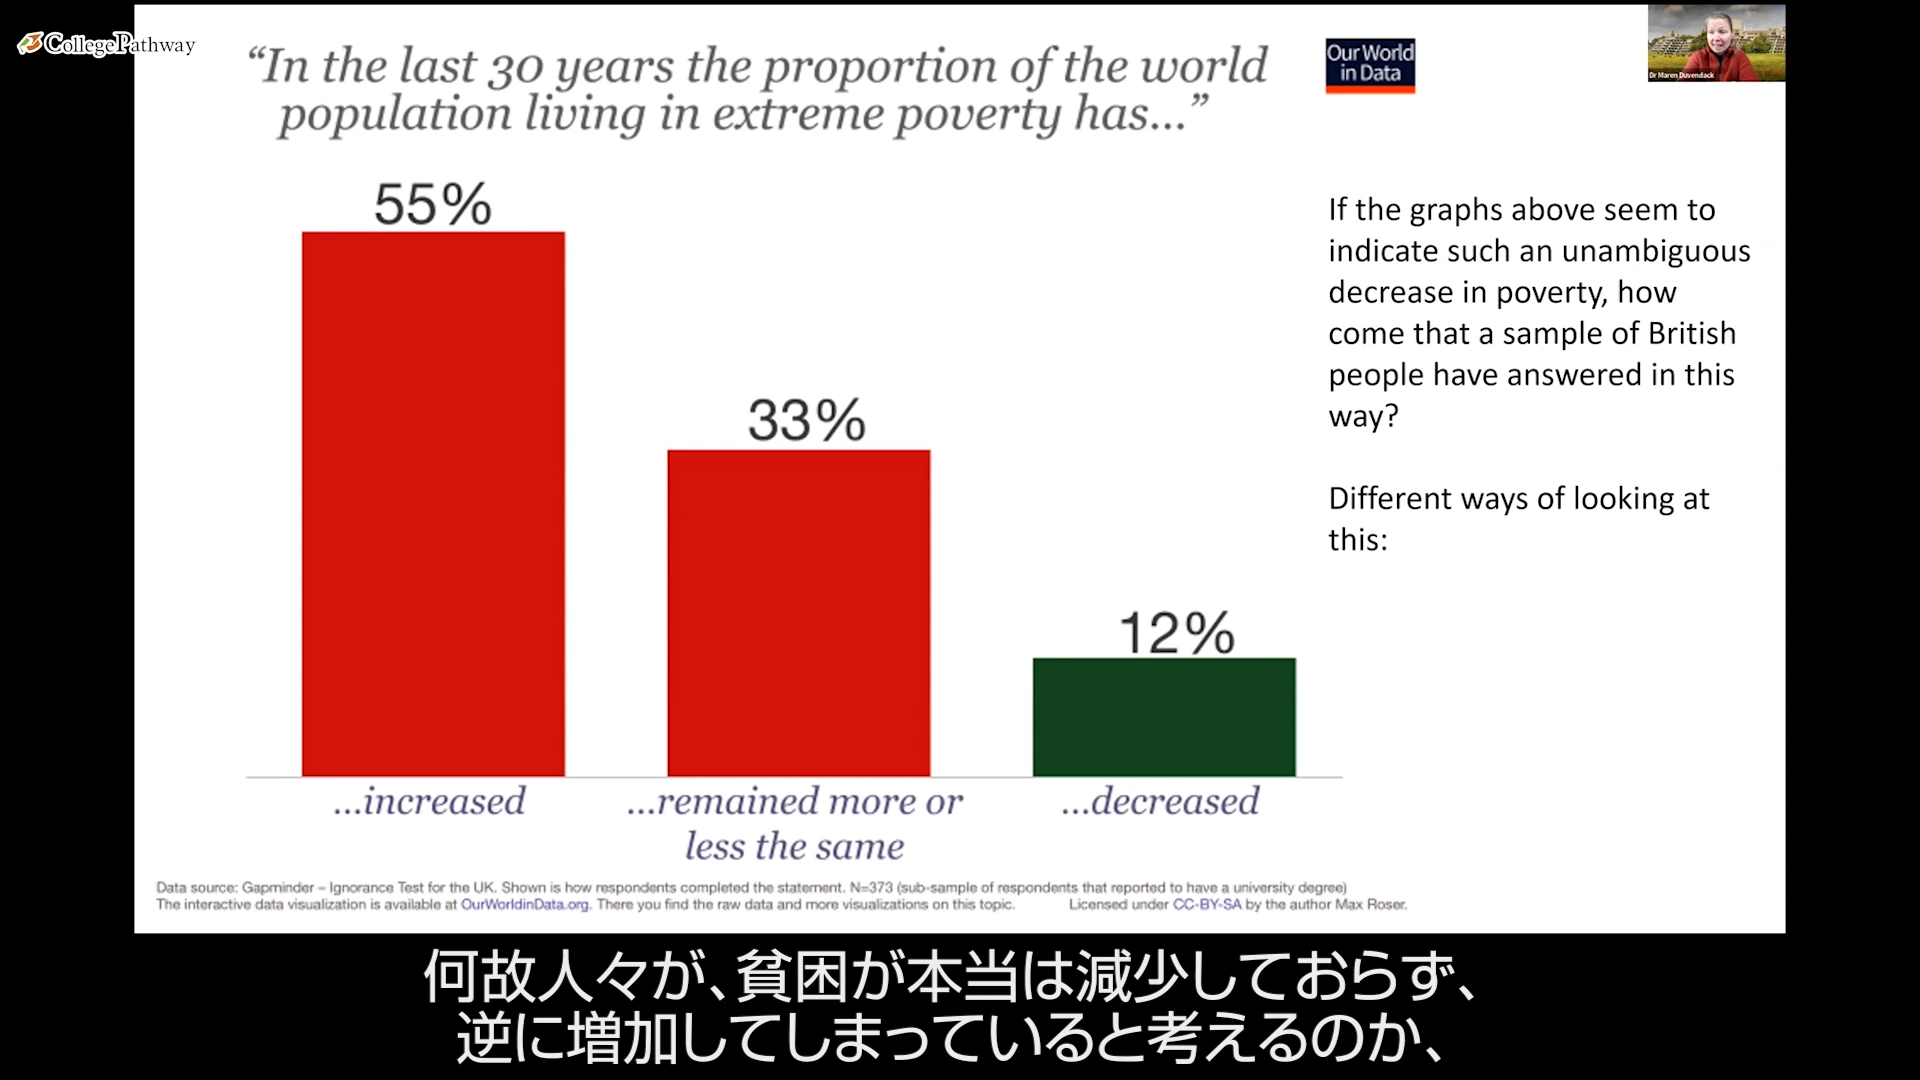 CollegePathway
“In the last 30 years the proportion of the world
population living in extreme poverty has...”
Our World
in Data
Dr Maren Duvendack
55%
33%
12%
...increased
...remained more or
less the same
...decreased
If the graphs above seem to
indicate such an unambiguous
decrease in poverty, how
come that a sample of British
people have answered in this
way?
Different ways of looking at
this:
Data source: Gapminder – Ignorance Test for the UK. Shown is how respondents completed the statement. N=373 (sub-sample of respondents that reported to have a university degree)
The interactive data visualization is available at OurWorldinData.org. There you find the raw data and more visualizations on this topic.
Licensed under CC-BY-SA by the author Max Roser.
何故人々が、貧困が本当は減少しておらず、
逆に増加してしまっていると考えるのか、